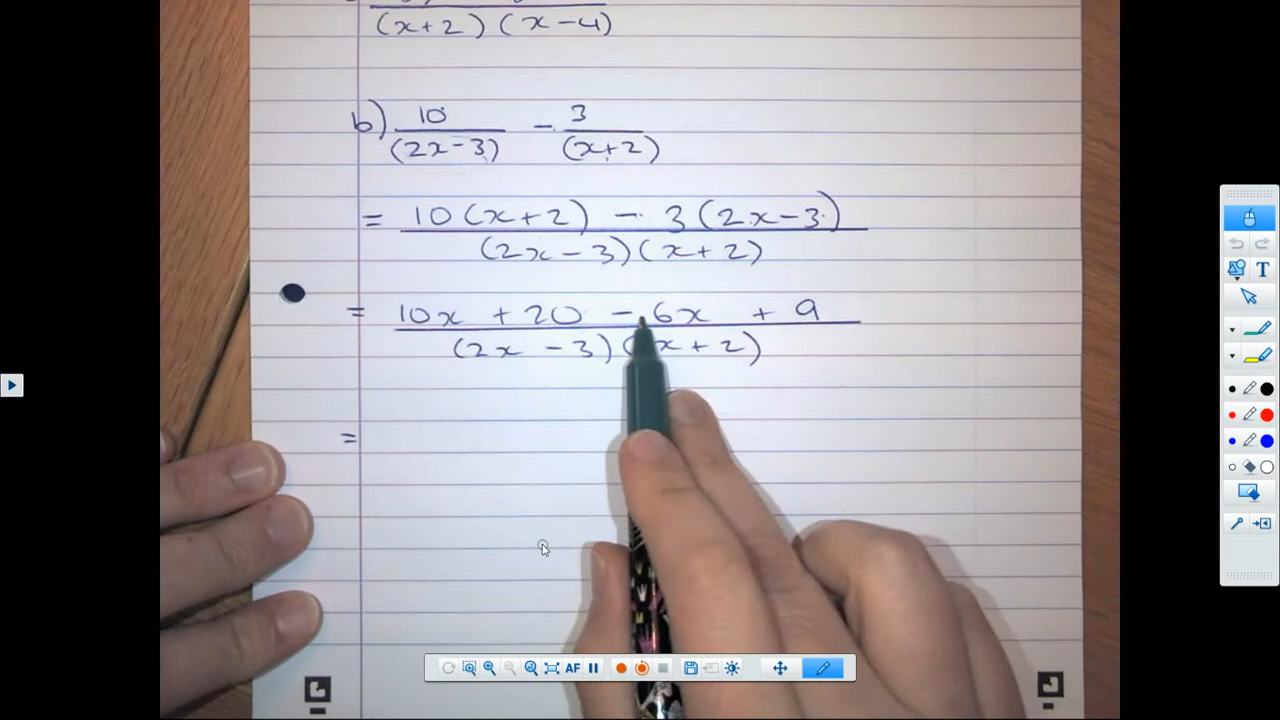 (x+2) (x-4)
b) 10/(2x-3) - 3/(x+2)
= 10(x+2) - 3(2x-3)
(2x-3)(x+2)
= 10x + 20 - 6x + 9
(2x -3)(x+2)
=
T
AF